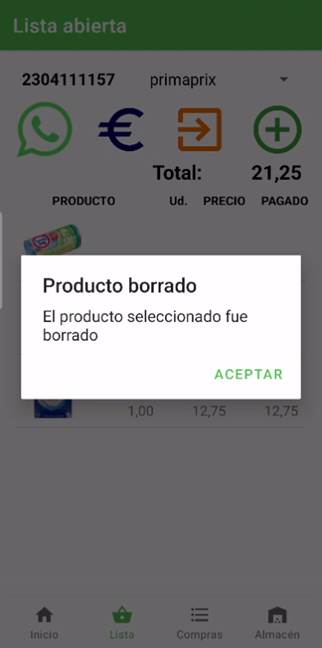 Lista abierta
2304111157 primaprix
Total: 21,25
PRODUCTO Ud. PRECIO PAGADO
Producto borrado
El producto seleccionado fue
borrado
ACEPTAR
1,00 12,75 12,75
Inicio Lista Compras Almacén